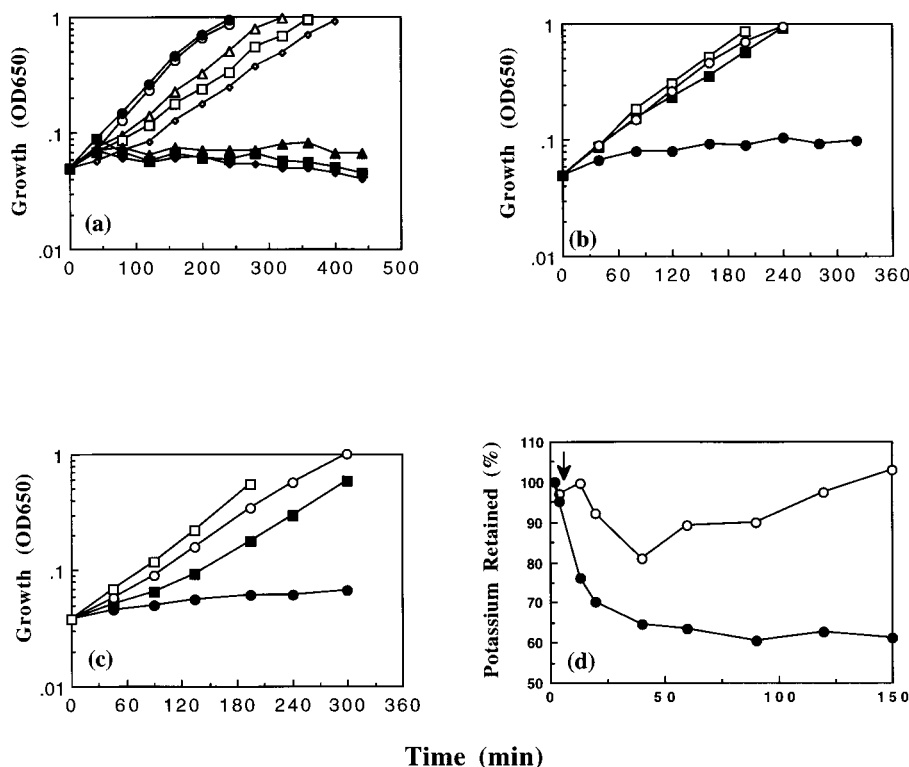 1
.1
.01
Growth (OD650)
(a)
0 100 200 300 400 500
1
.1
.01
Growth (OD650)
(b)
0 60 120 180 240 300 360
1
.1
.01
Growth (OD650)
(c)
0 60 120 180 240 300 360
110
100
90
80
70
60
50
Potassium Retained (%)
(d)
0 50 100 150
Time (min)